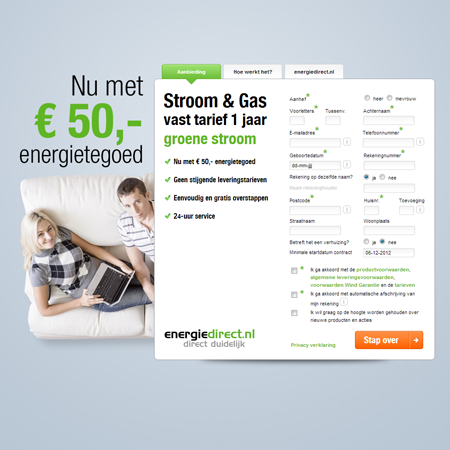 Aanbieding
Hoe werkt het?
energiedirect.nl
Nu met
€ 50,-
energietegoed
Stroom & Gas
vast tarief 1 jaar
groene stroom
Nu met € 50,- energietegoed
Geen stijgende leveringstarieven
Eenvoudig en gratis overstappen
24-uur service
energiedirect.nl
direct duidelijk
Aanhef * heer mevrouw
Voorletters * Tussenv. Achternaam *
E-mailadres * Telefoonnummer *
Geboortedatum * Rekeningnummer *
dd-mm-jjjj
Rekening op dezelfde naam? ja nee
Naam rekeninghouder
Postcode * Huisnr. * Toevoeging
Straatnaam Woonplaats
Betreft het een verhuizing? ja nee
Minimale startdatum contract 06-12-2012
* Ik ga akkoord met de productvoorwaarden,
algemene leveringsvoorwaarden,
voorwaarden Wind Garantie en de tarieven
* Ik ga akkoord met automatische afschrijving van
mijn rekening
Ik wil graag op de hoogte worden gehouden over
nieuwe producten en acties
Privacy verklaring
Stap over